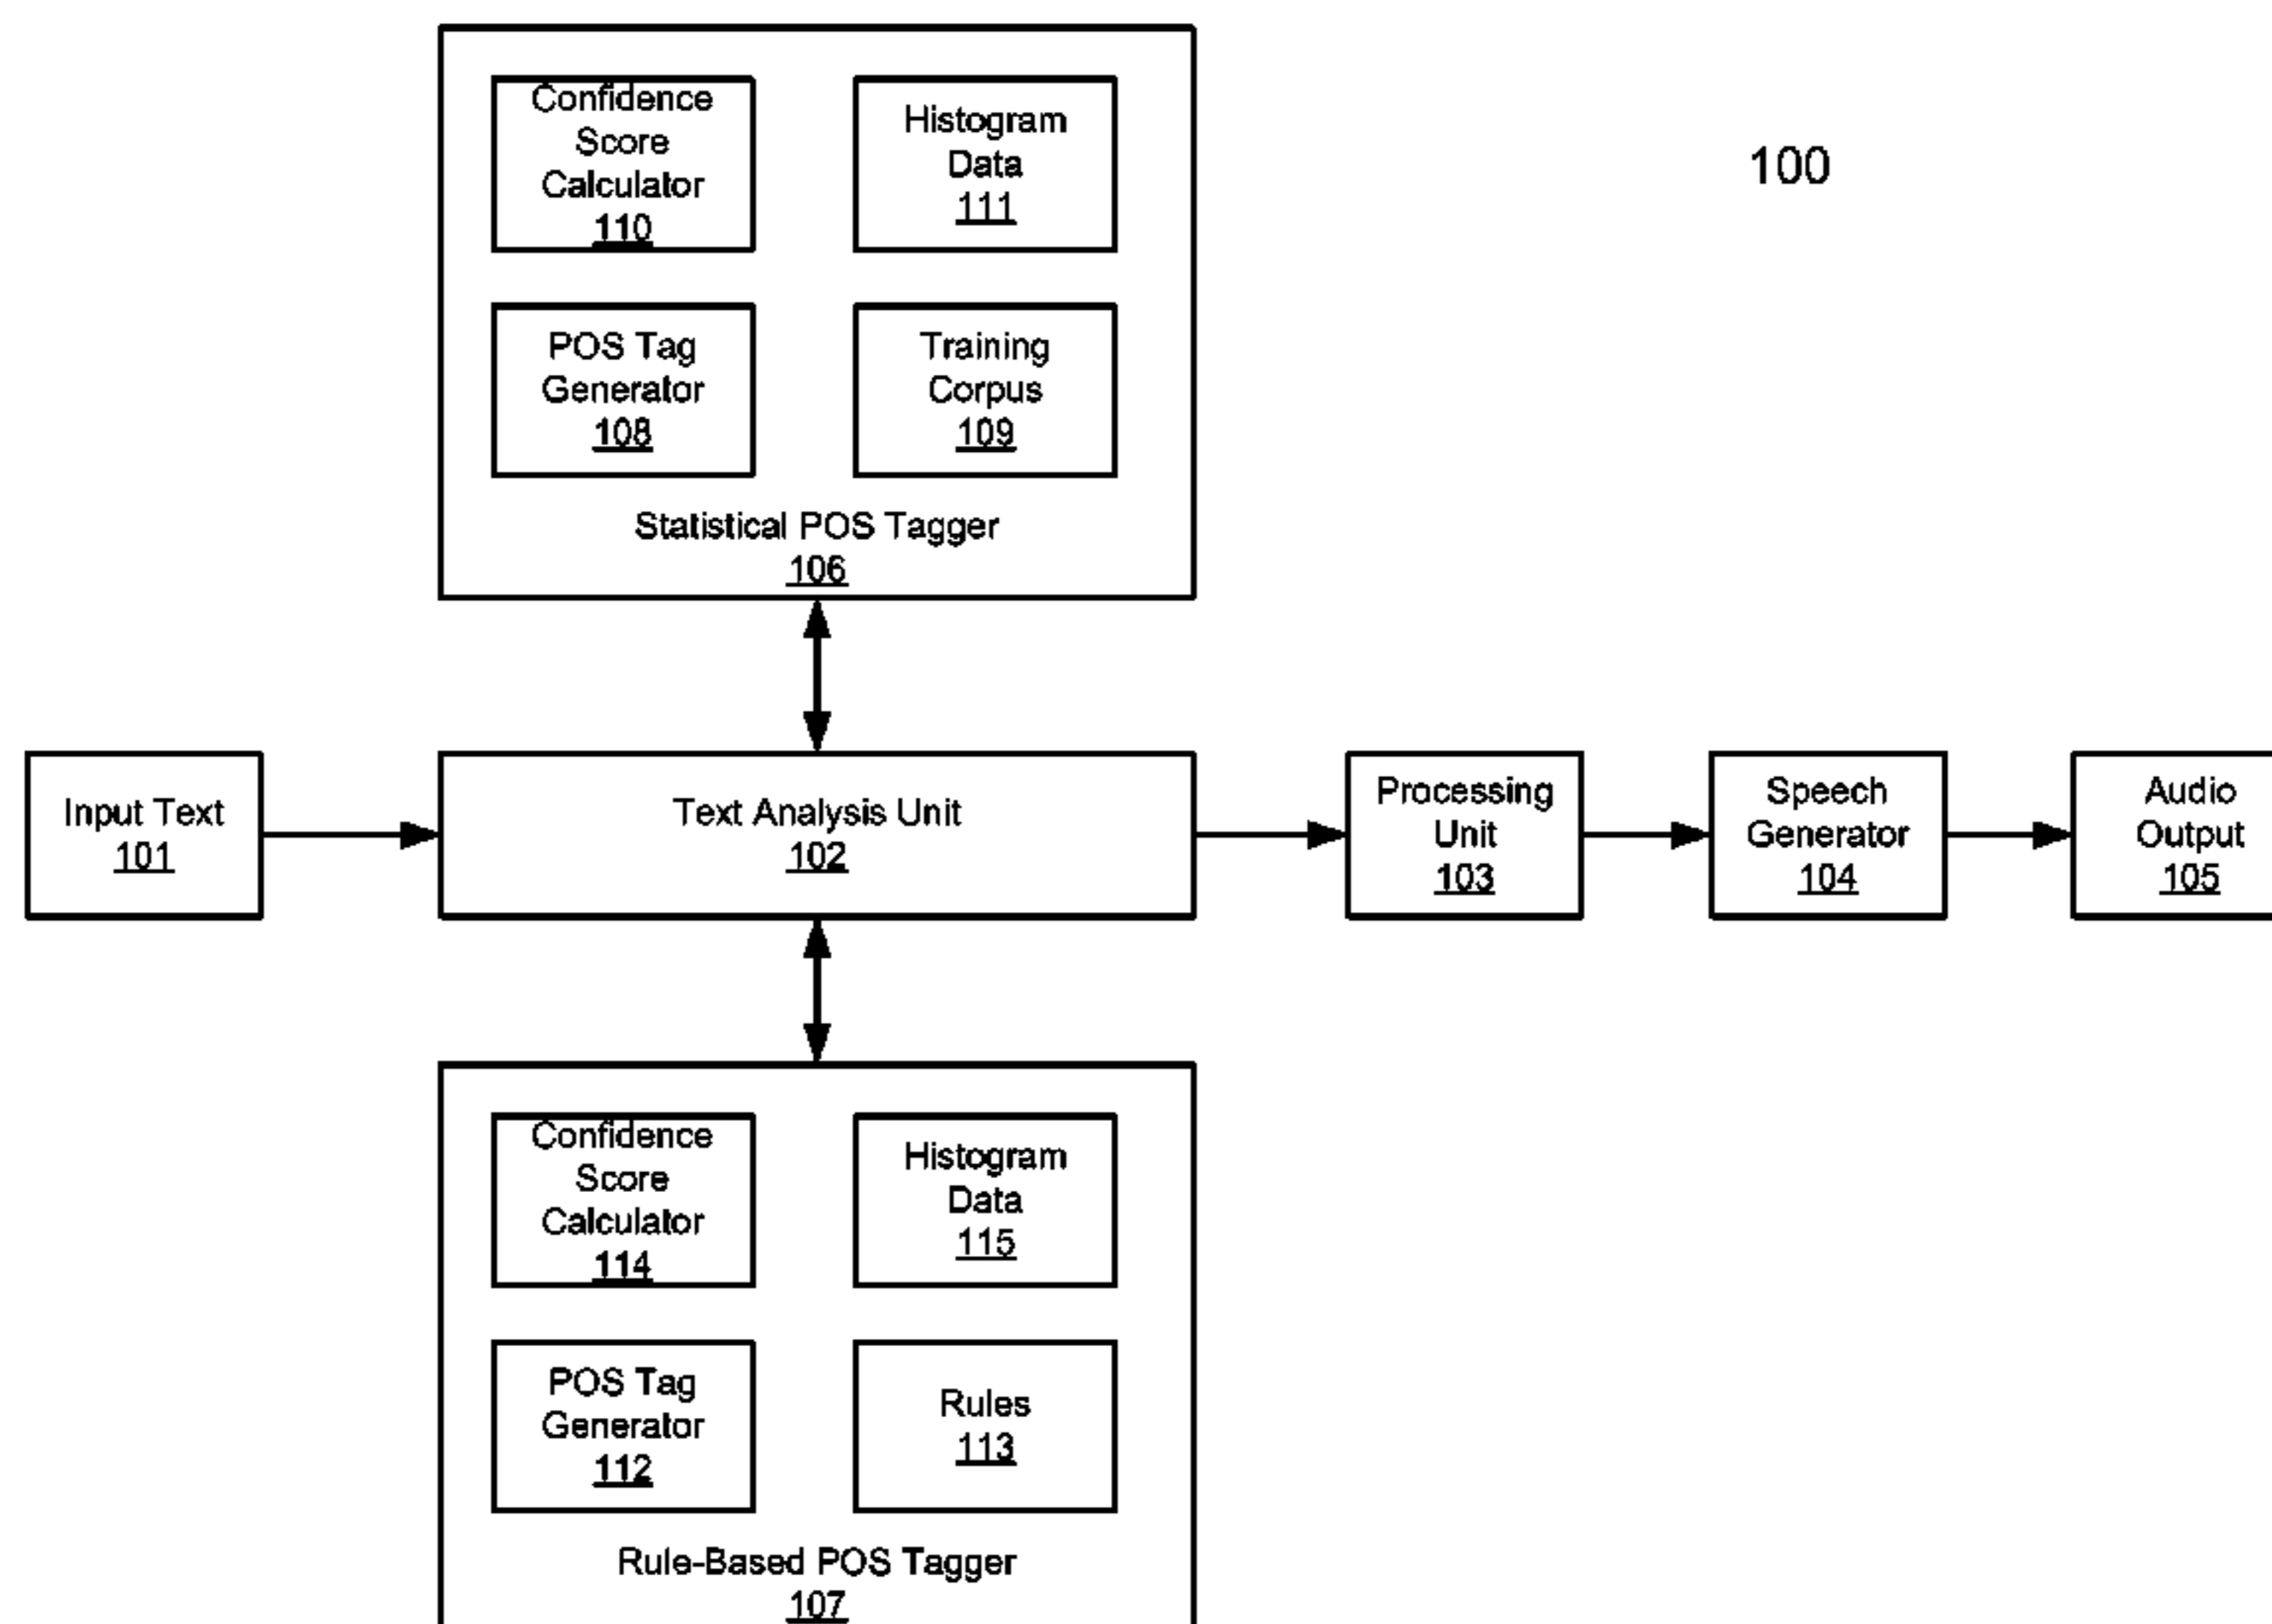 Confidence
Score
Calculator
110
Histogram
Data
111
100
POS Tag
Generator
108
Training
Corpus
109
Statistical POS Tagger
106
Input Text
101
Text Analysis Unit
102
Processing
Unit
103
Speech
Generator
104
Audio
Output
105
Confidence
Score
Calculator
114
Histogram
Data
115
POS Tag
Generator
112
Rules
113
Rule-Based POS Tagger
107